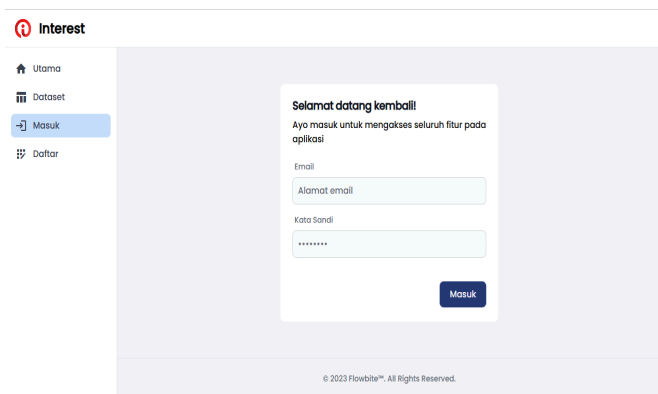 Interest
Utama
Dataset
Masuk
Daftar
Selamat datang kembali!
Ayo masuk untuk mengakses seluruh fitur pada
aplikasi
Email
Alamat email
Kata Sandi
••••••••
Masuk
© 2023 Flowbite™. All Rights Reserved.